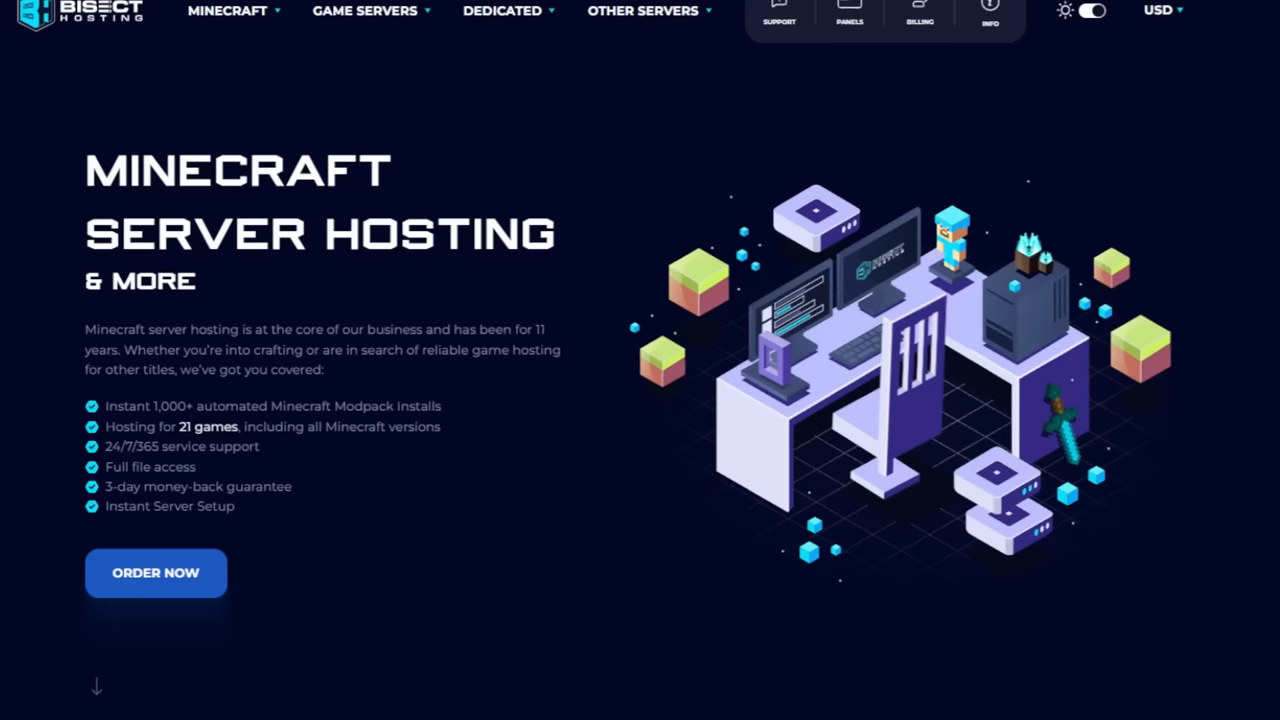 BISECT
HOSTING
MINECRAFT
GAME SERVERS
DEDICATED
OTHER SERVERS
SUPPORT
PANELS
BILLING
INFO
USD
MINECRAFT
SERVER HOSTING
& MORE
Minecraft server hosting is at the core of our business and has been for 11
years. Whether you're into crafting or are in search of reliable game hosting
for other titles, we've got you covered:
Instant 1,000+ automated Minecraft Modpack Installs
Hosting for 21 games, including all Minecraft versions
24/7/365 service support
Full file access
3-day money-back guarantee
Instant Server Setup
ORDER NOW
BISECT
HOSTING